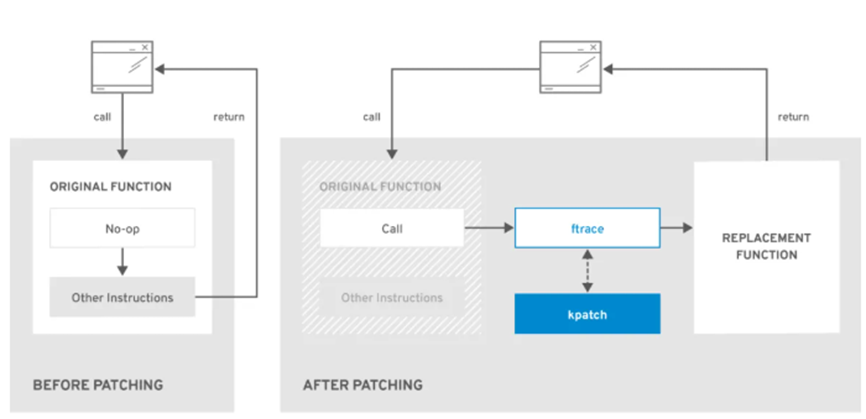 call
return
ORIGINAL FUNCTION
No-op
Other Instructions
BEFORE PATCHING
call
return
ORIGINAL FUNCTION
Call
ftrace
Other Instructions
kpatch
REPLACEMENT
FUNCTION
AFTER PATCHING